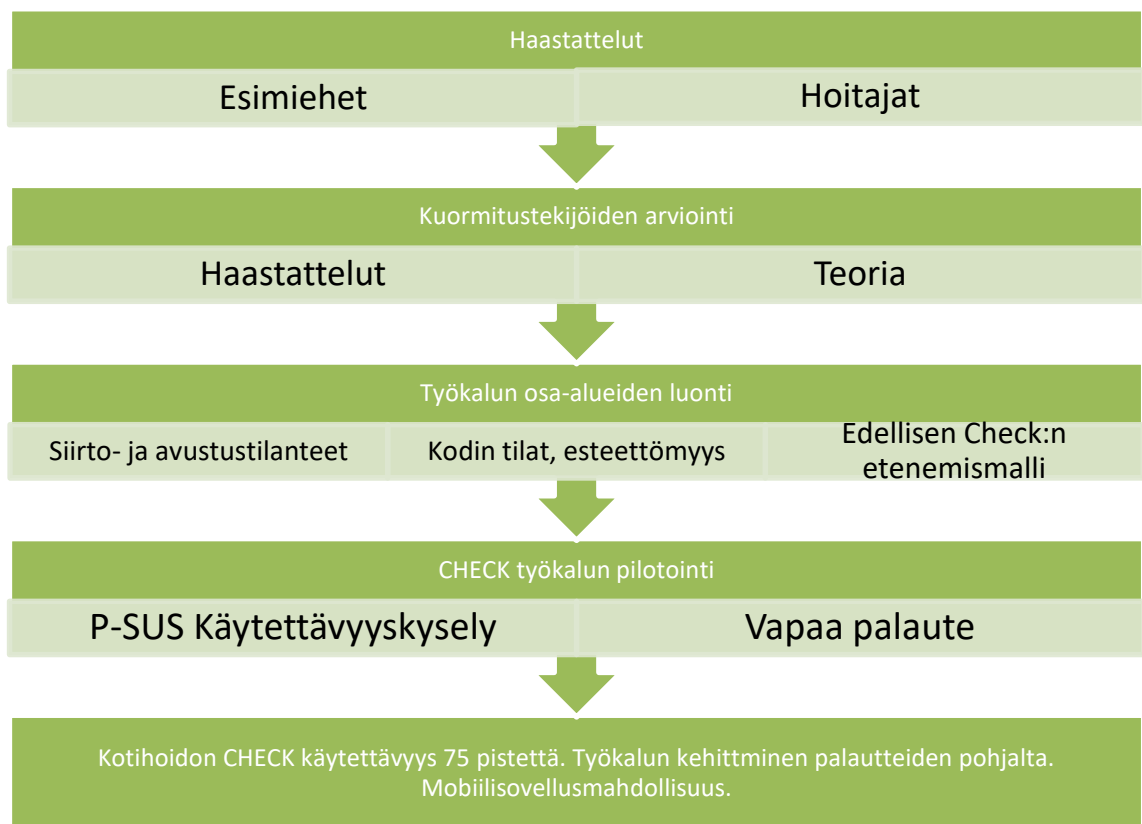 Haastattelut
Esimiehet
Hoitajat
Kuormitustekijöiden arviointi
Haastattelut
Teoria
Työkalun osa-alueiden luonti
Siirto- ja avustustilanteet
Kodin tilat, esteettömyys
Edellisen Check:n
etenemismalli
CHECK työkalun pilotointi
P-SUS Käytettävyyskysely
Vapaa palaute
Kotihoidon CHECK käytettävyys 75 pistettä. Työkalun kehittminen palautteiden pohjalta.
Mobiilisovellusmahdollisuus.